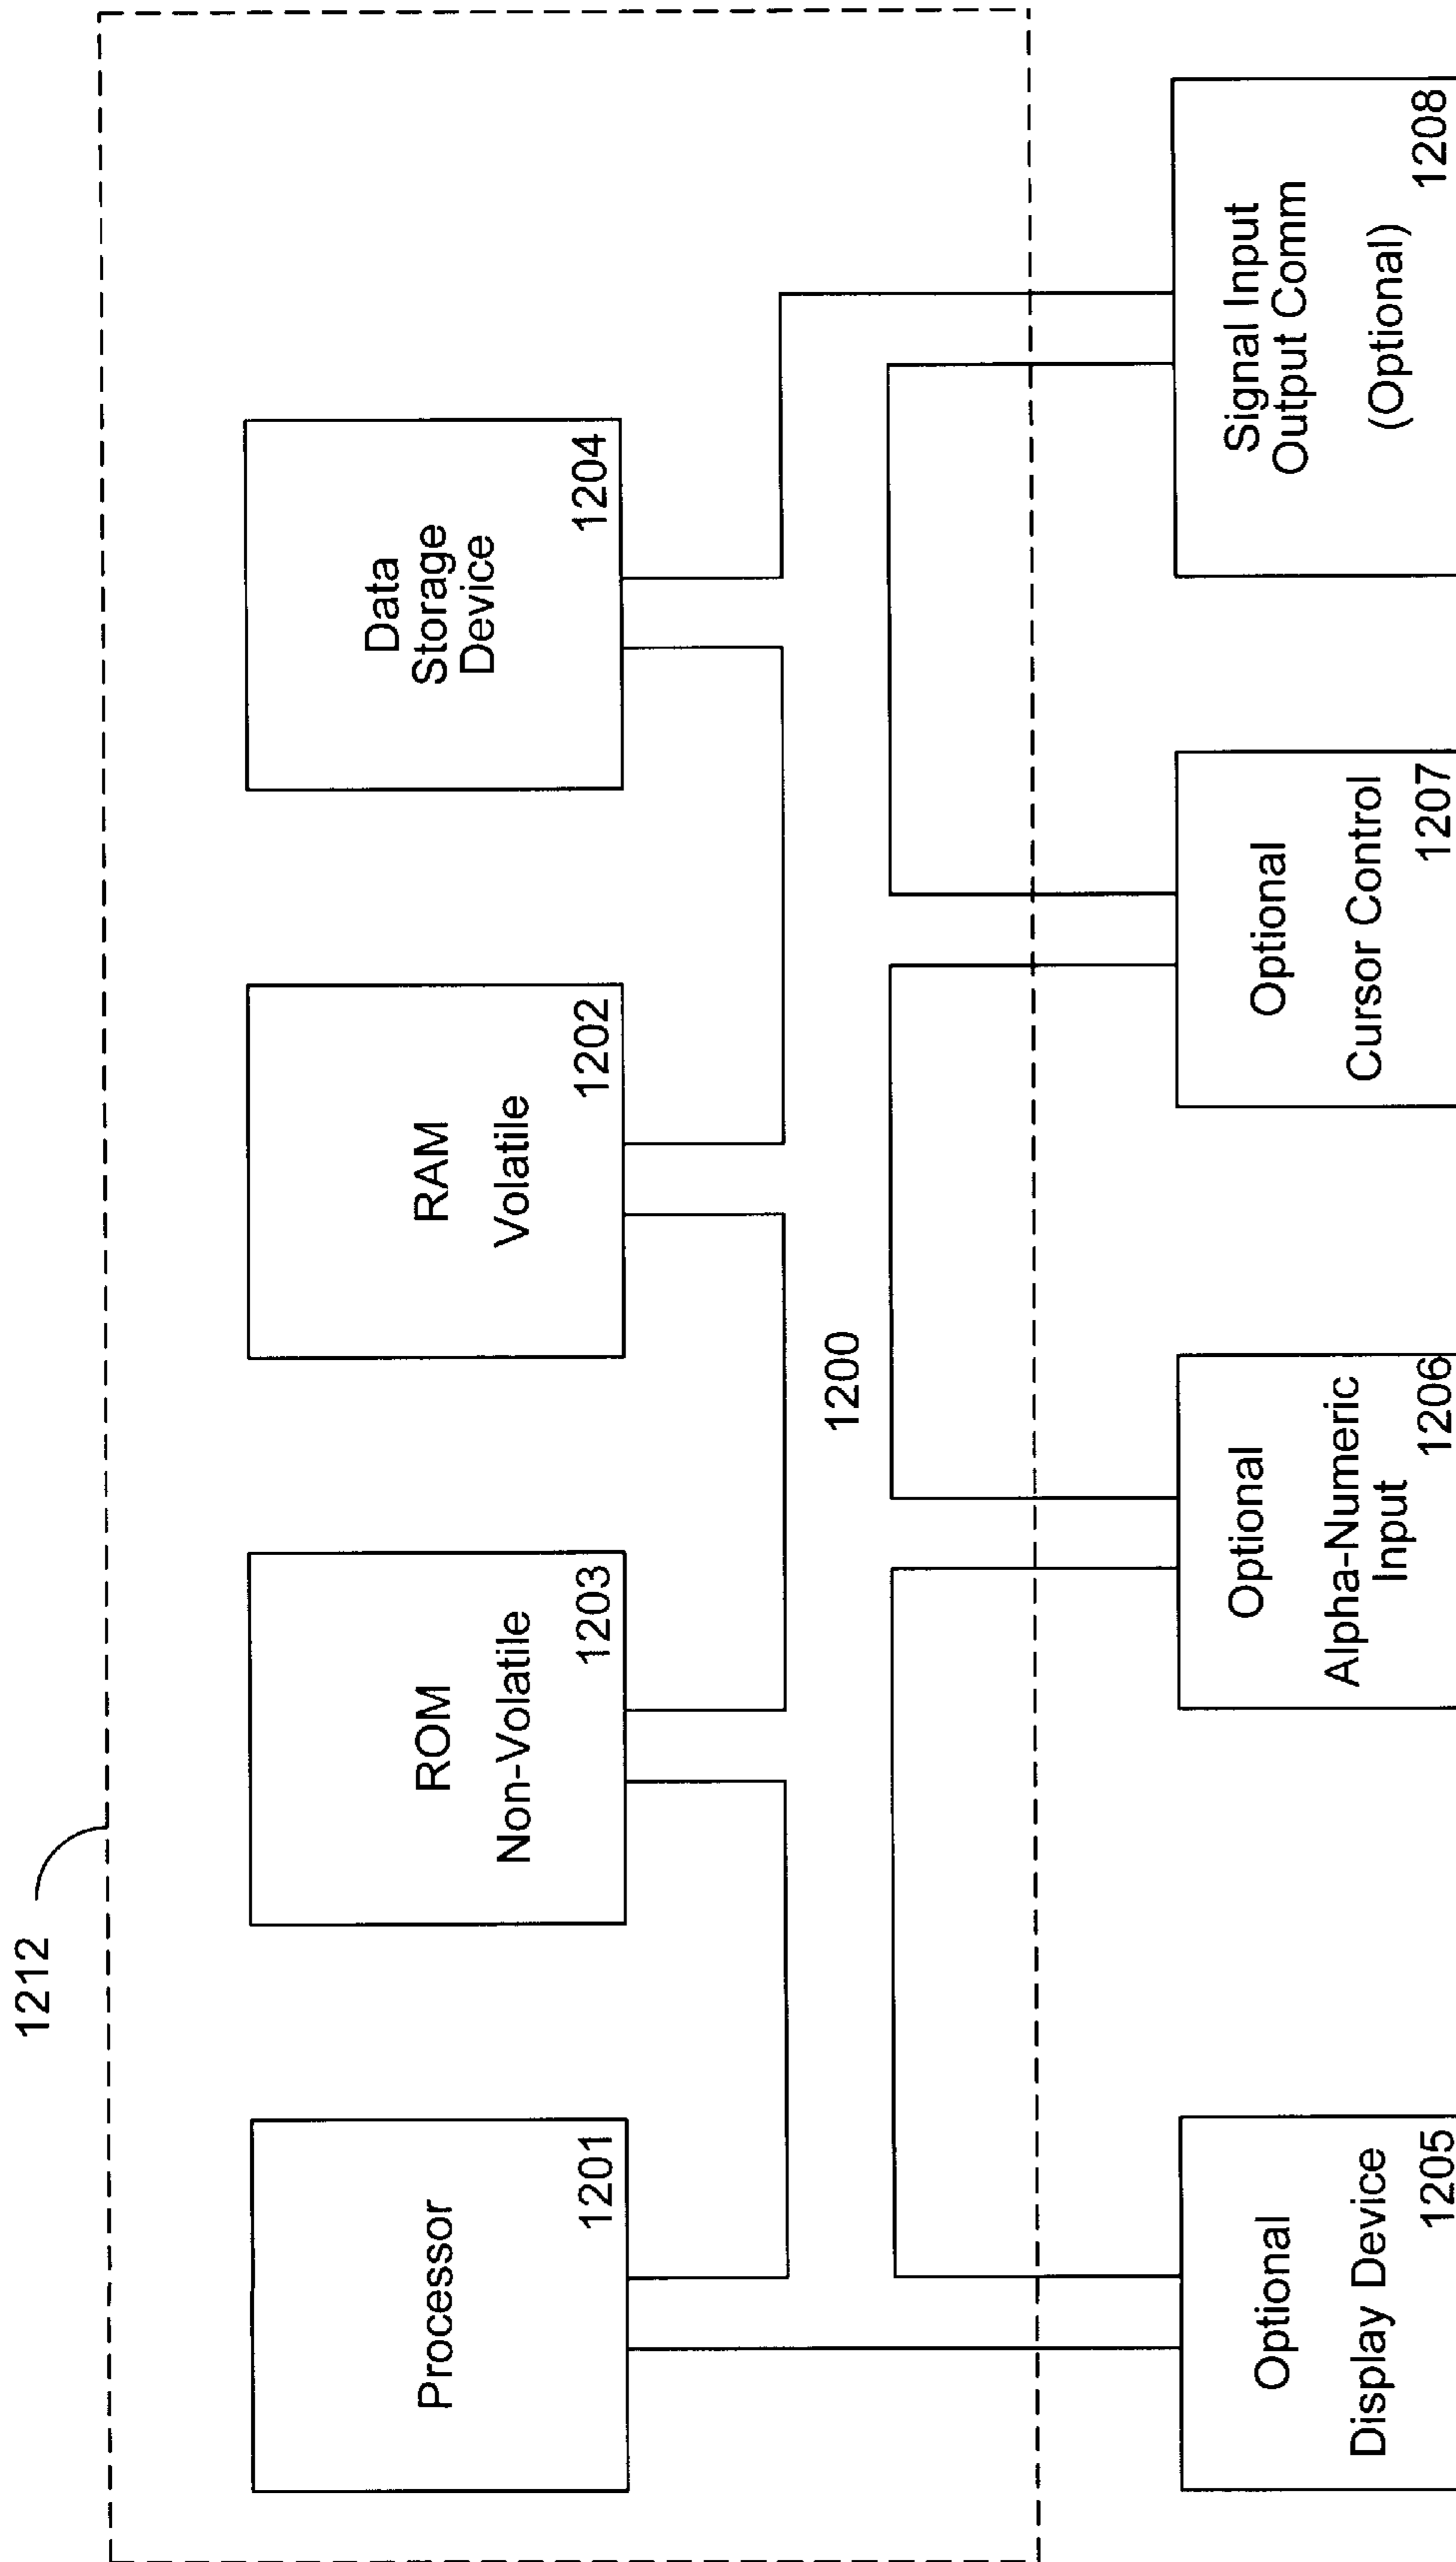 1212
Processor
1201
ROM
Non-Volatile
1203
RAM
Volatile
1202
Data
Storage
Device
1204
1200
Optional
Display Device
1205
Optional
Alpha-Numeric
Input
1206
Optional
Cursor Control
1207
Signal Input
Output Comm
(Optional)
1208